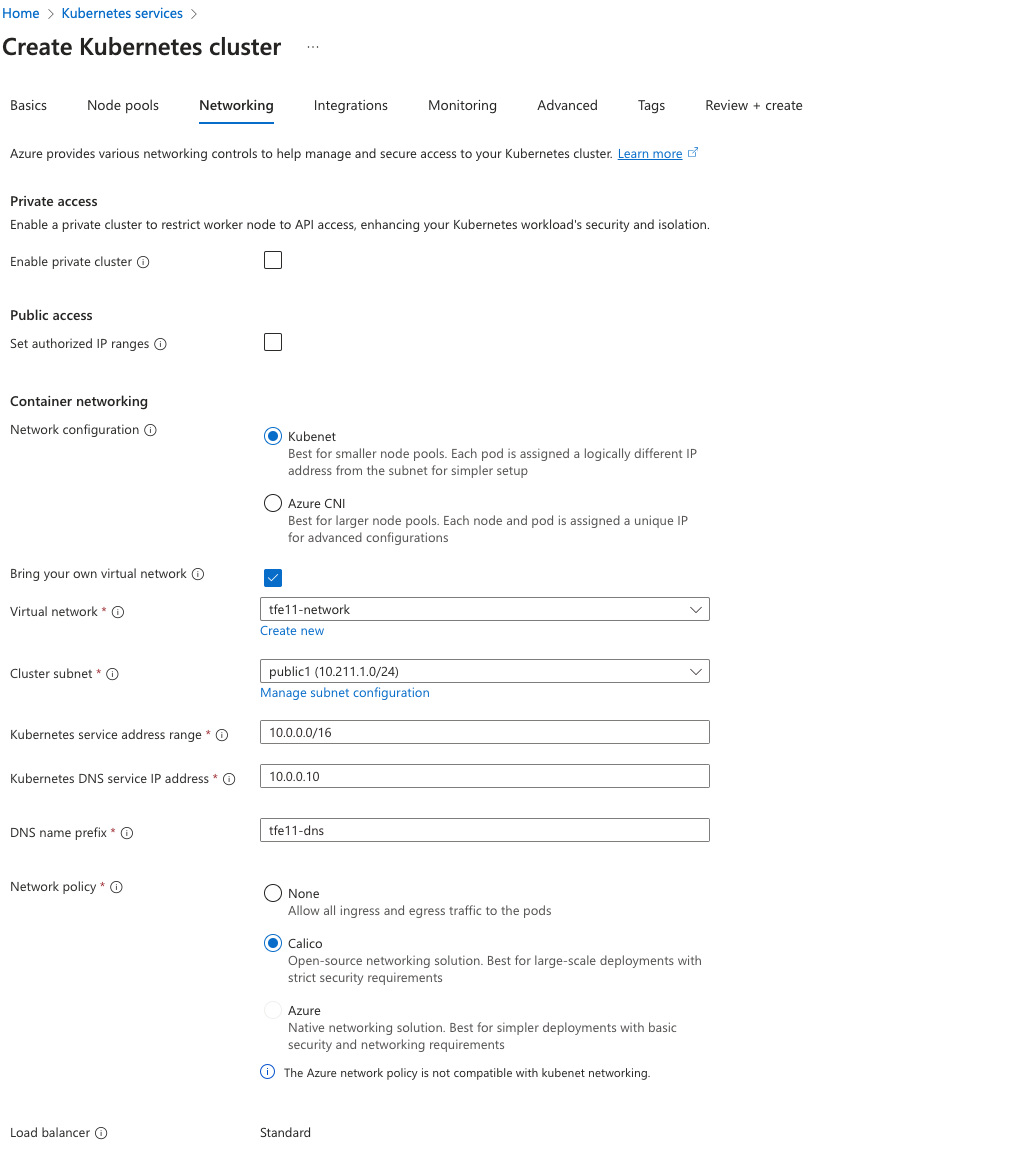 Home > Kubernetes services >
Create Kubernetes cluster ...
Basics Node pools Networking Integrations Monitoring Advanced Tags Review + create
Azure provides various networking controls to help manage and secure access to your Kubernetes cluster. Learn more
Private access
Enable a private cluster to restrict worker node to API access, enhancing your Kubernetes workload's security and isolation.
Enable private cluster
Public access
Set authorized IP ranges
Container networking
Network configuration
Kubenet
Best for smaller node pools. Each pod is assigned a logically different IP
address from the subnet for simpler setup
Azure CNI
Best for larger node pools. Each node and pod is assigned a unique IP
for advanced configurations
Bring your own virtual network
Virtual network * tfe11-network
Create new
Cluster subnet * public1 (10.211.1.0/24)
Manage subnet configuration
Kubernetes service address range * 10.0.0.0/16
Kubernetes DNS service IP address * 10.0.0.10
DNS name prefix * tfe11-dns
Network policy *
None
Allow all ingress and egress traffic to the pods
Calico
Open-source networking solution. Best for large-scale deployments with
strict security requirements
Azure
Native networking solution. Best for simpler deployments with basic
security and networking requirements
The Azure network policy is not compatible with kubenet networking.
Load balancer Standard